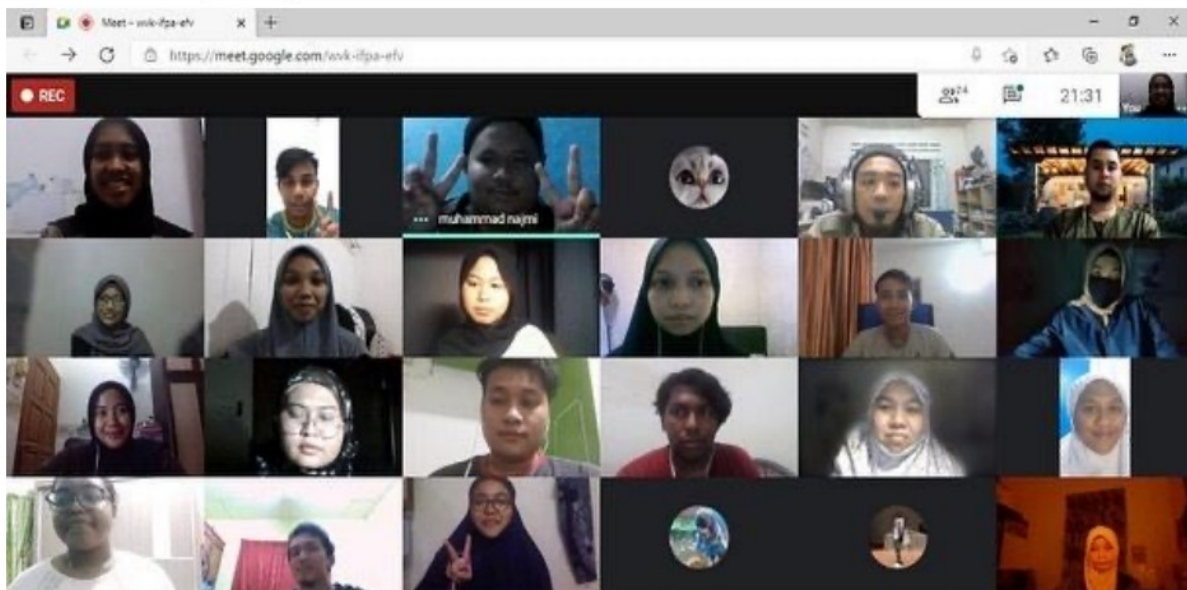 Meet - wvk-ifpa-efv
https://meet.google.com/wvk-ifpa-efv
REC
24
21:31
You
muhammad najmi